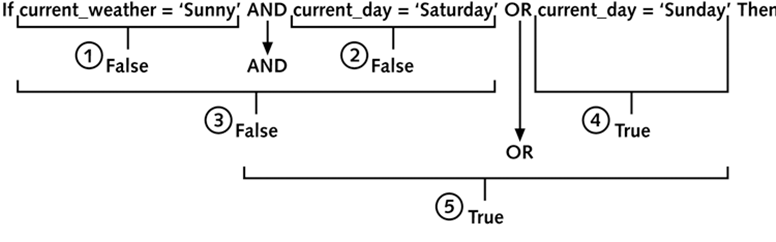 If current_weather = ‘Sunny’ AND current_day = ‘Saturday’ OR current_day = ‘Sunday’ Then
① False AND ② False
③ False ④ True
OR
⑤ True